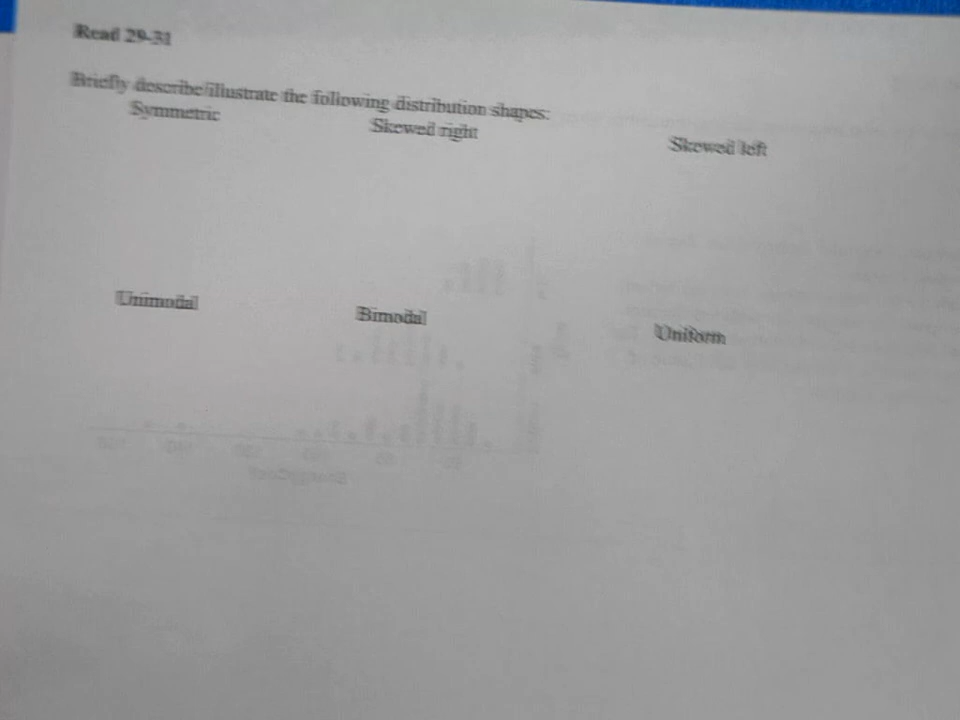 Read 29-31
Briefly describe/illustrate the following distribution shapes:
Symmetric Skewed right Skewed left
Unimodal Bimodal Uniform